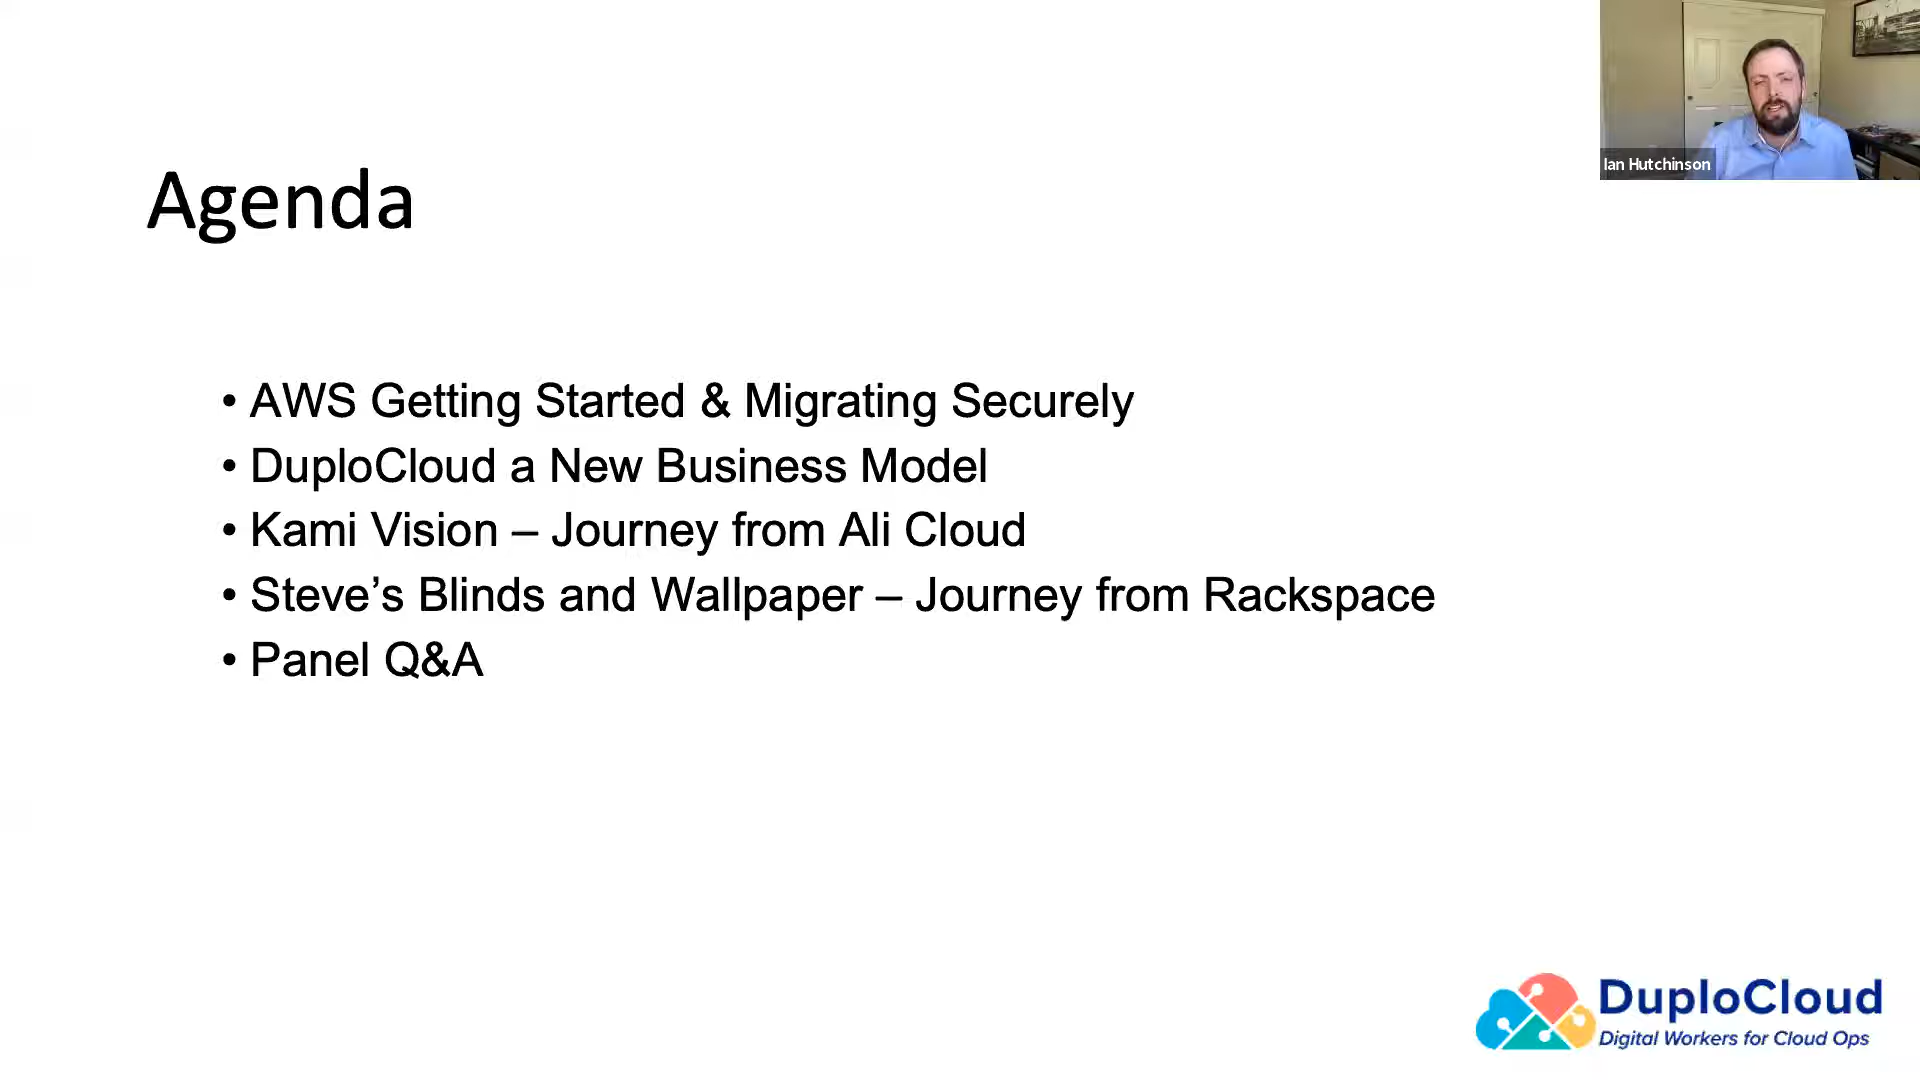 Ian Hutchinson
Agenda
• AWS Getting Started & Migrating Securely
• DuploCloud a New Business Model
• Kami Vision – Journey from Ali Cloud
• Steve’s Blinds and Wallpaper – Journey from Rackspace
• Panel Q&A
DuploCloud
Digital Workers for Cloud Ops